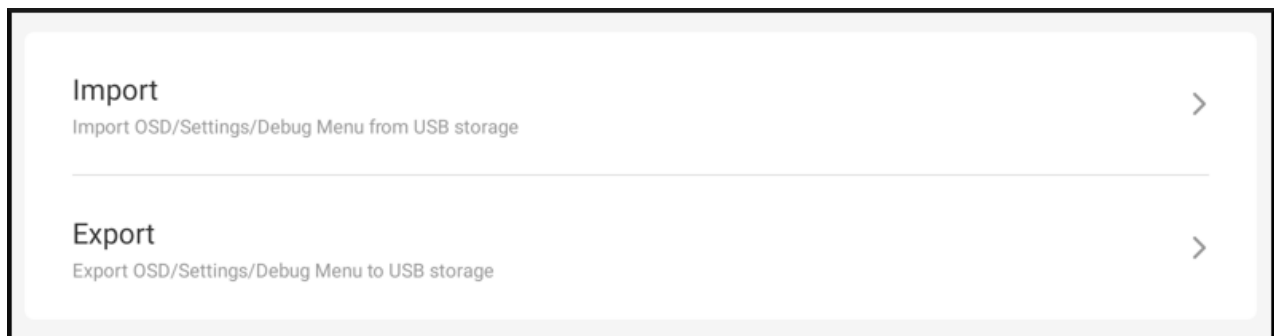 Import
Import OSD/Settings/Debug Menu from USB storage
Export
Export OSD/Settings/Debug Menu to USB storage